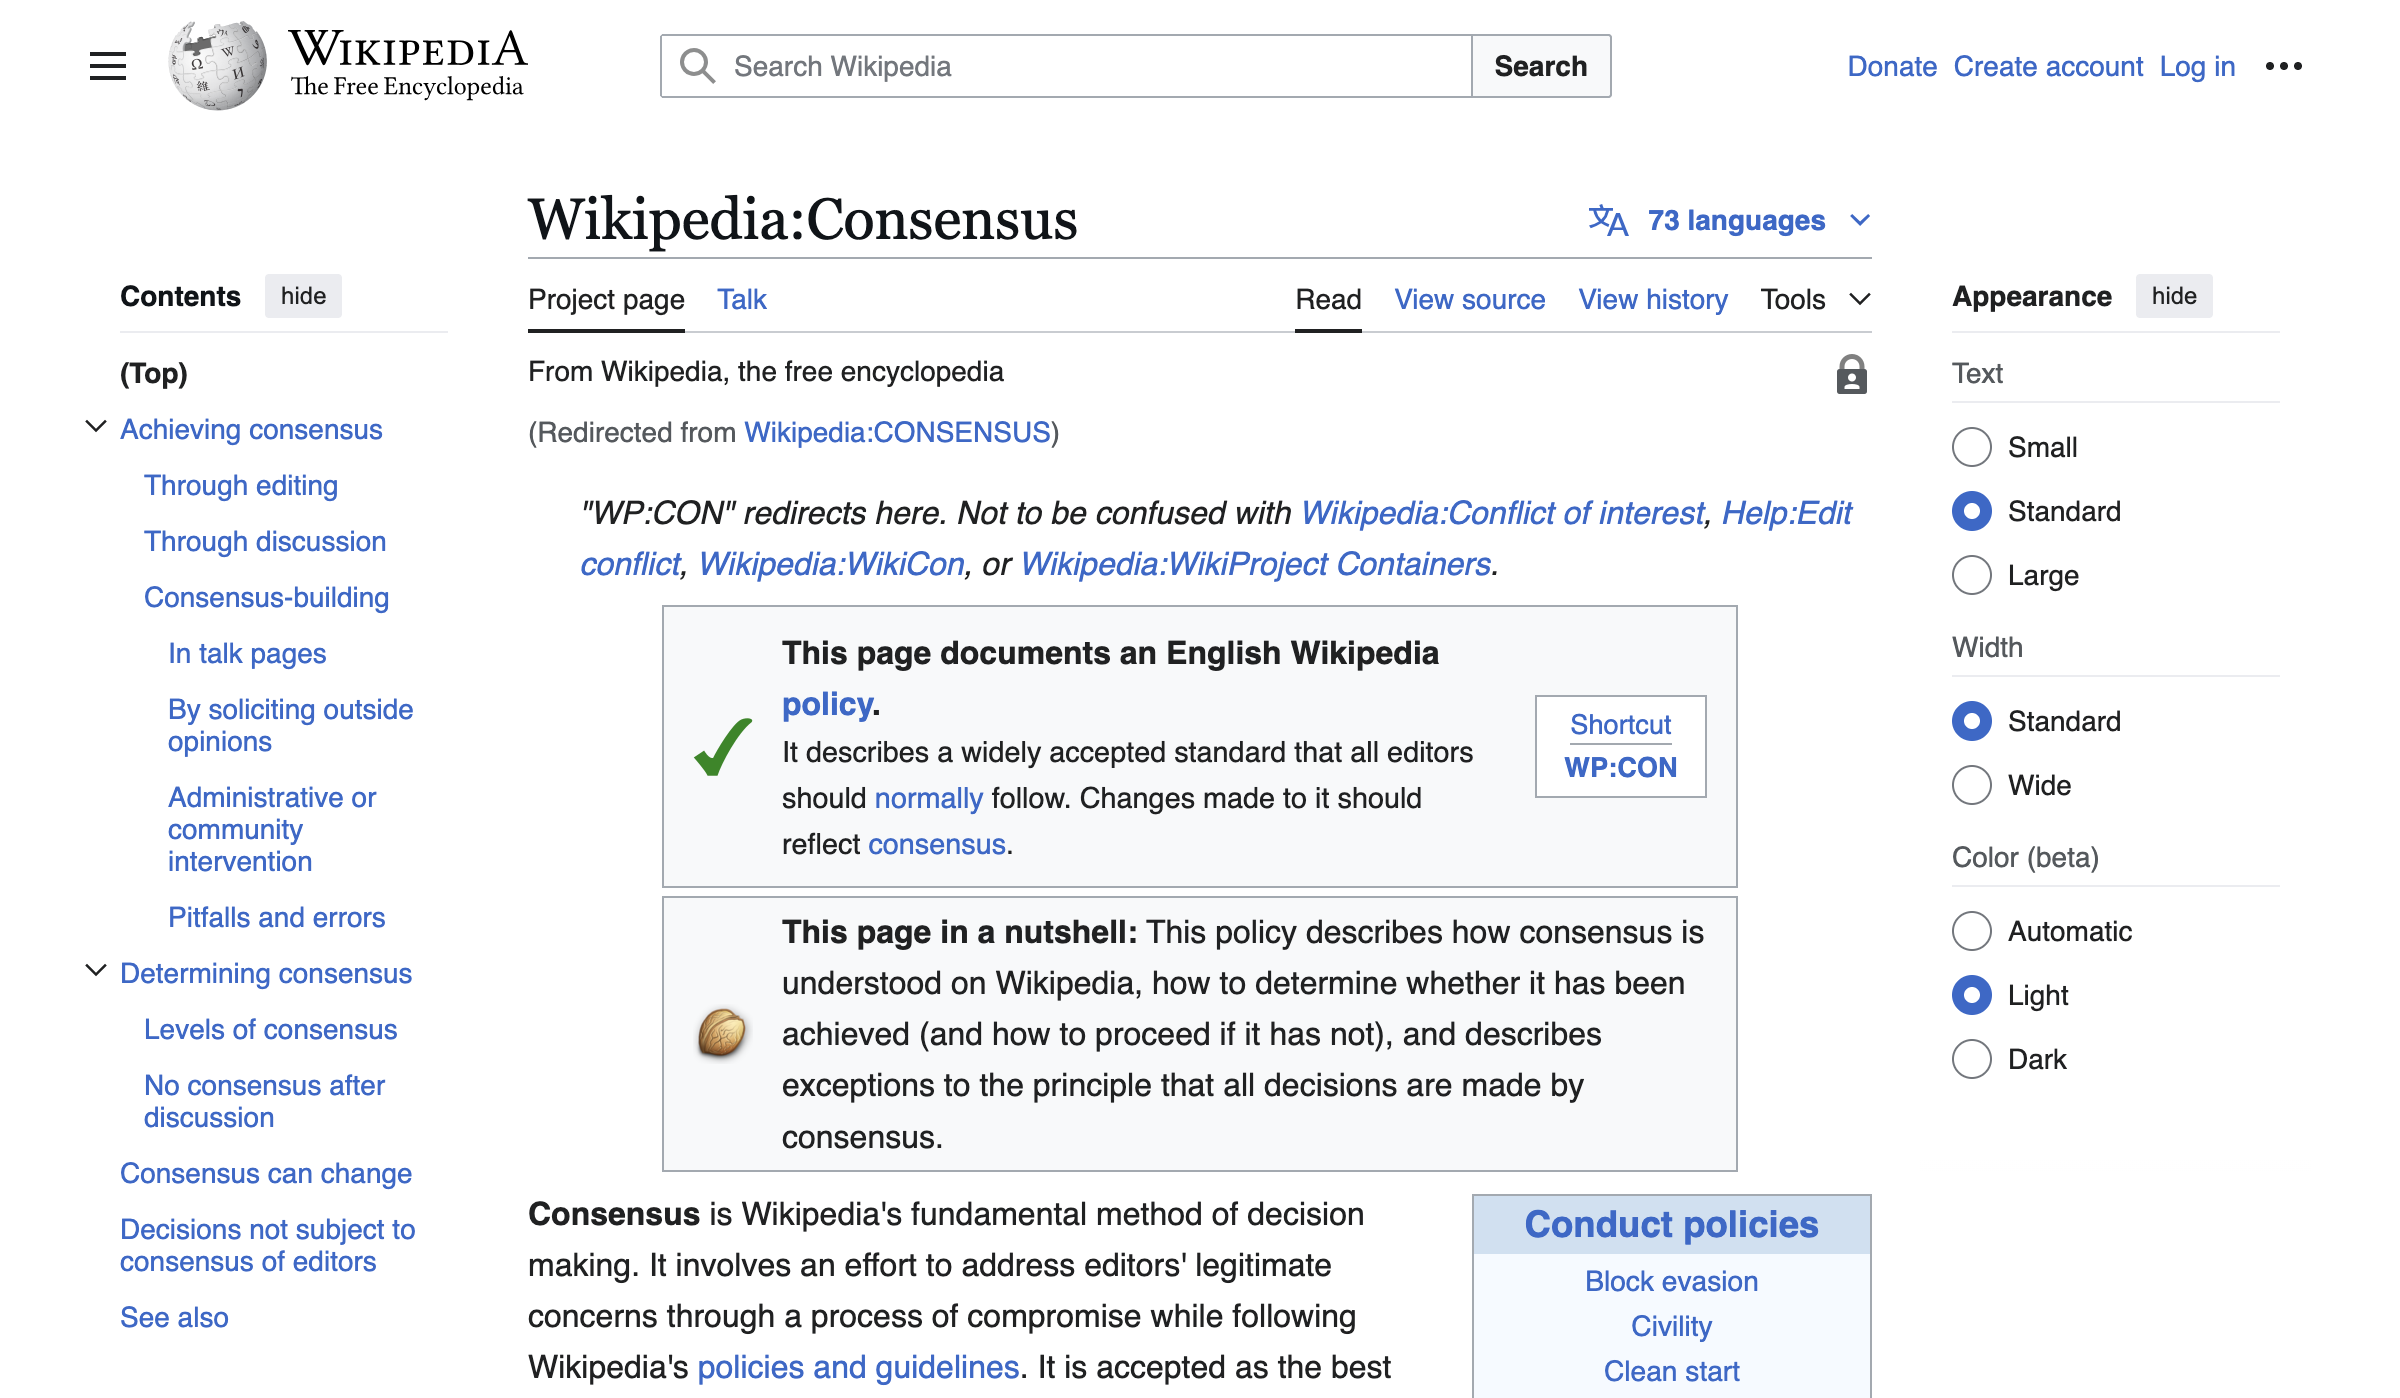 WIKIPEDIA
The Free Encyclopedia
Search Wikipedia
Search
Donate Create account Log in
Contents hide
(Top)
Achieving consensus
Through editing
Through discussion
Consensus-building
In talk pages
By soliciting outside
opinions
Administrative or
community
intervention
Pitfalls and errors
Determining consensus
Levels of consensus
No consensus after
discussion
Consensus can change
Decisions not subject to
consensus of editors
See also
Wikipedia:Consensus
73 languages
Project page Talk
Read View source View history Tools
From Wikipedia, the free encyclopedia
(Redirected from Wikipedia:CONSENSUS)
"WP:CON" redirects here. Not to be confused with Wikipedia:Conflict of interest, Help:Edit
conflict, Wikipedia:WikiCon, or Wikipedia:WikiProject Containers.
This page documents an English Wikipedia
policy.
It describes a widely accepted standard that all editors
should normally follow. Changes made to it should
reflect consensus.
Shortcut
WP:CON
This page in a nutshell: This policy describes how consensus is
understood on Wikipedia, how to determine whether it has been
achieved (and how to proceed if it has not), and describes
exceptions to the principle that all decisions are made by
consensus.
Consensus is Wikipedia's fundamental method of decision
making. It involves an effort to address editors' legitimate
concerns through a process of compromise while following
Wikipedia's policies and guidelines. It is accepted as the best
Conduct policies
Block evasion
Civility
Clean start
Appearance hide
Text
Small
Standard
Large
Width
Standard
Wide
Color (beta)
Automatic
Light
Dark